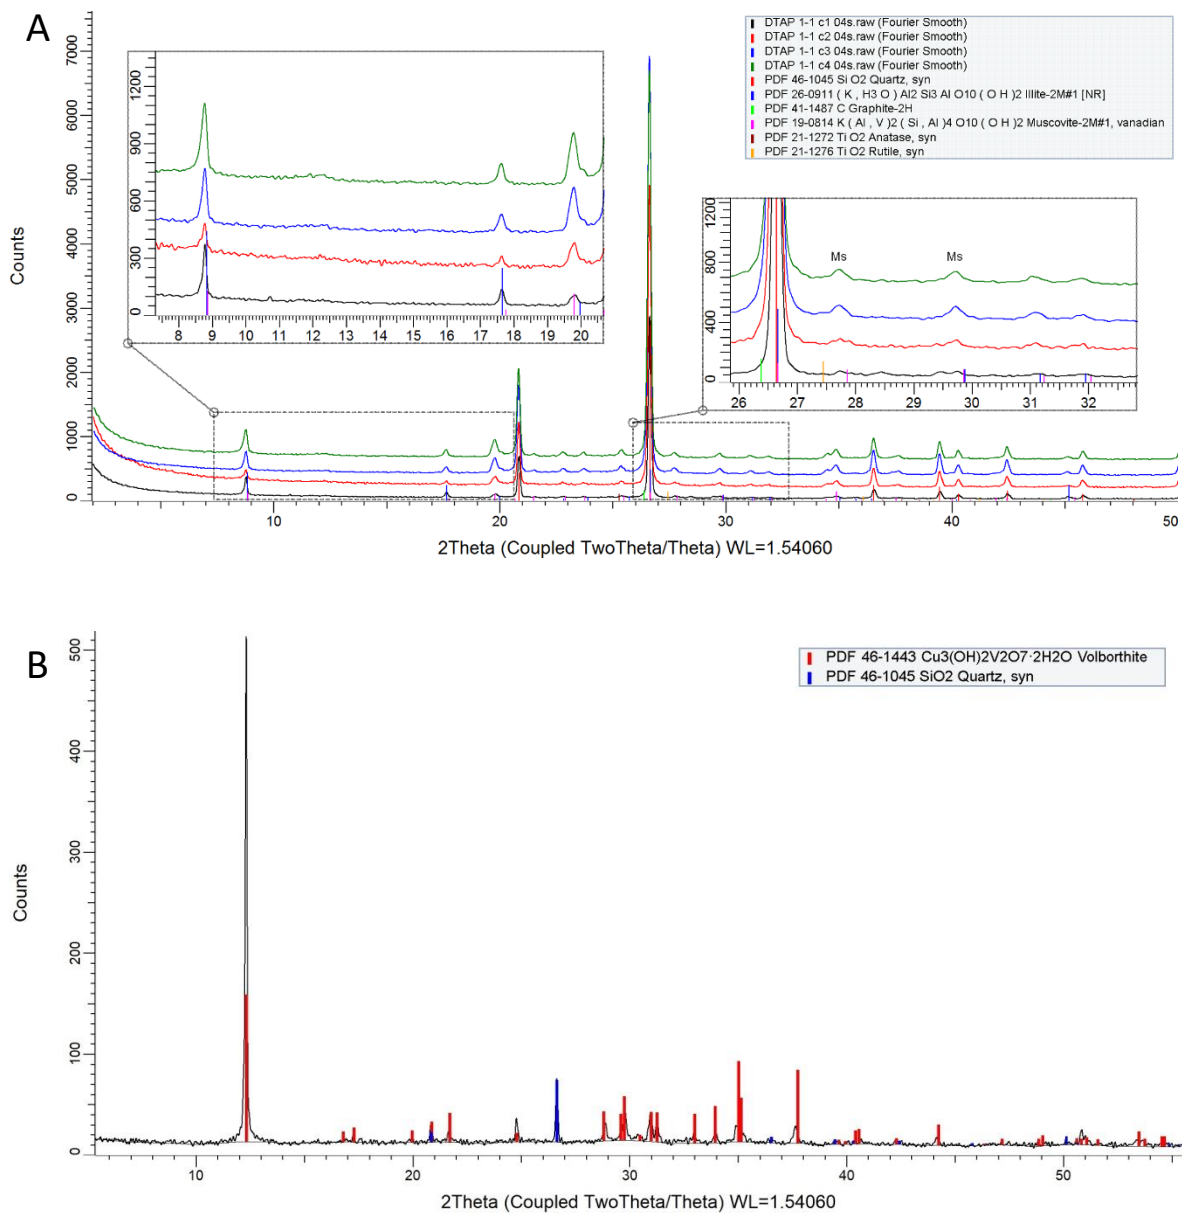 A
DTAP 1-1 c1 04s.raw (Fourier Smooth)
DTAP 1-1 c2 04s.raw (Fourier Smooth)
DTAP 1-1 c3 04s.raw (Fourier Smooth)
DTAP 1-1 c4 04s.raw (Fourier Smooth)
PDF 46-1045 Si O2 Quartz, syn
PDF 26-0911 ( K , H3 O ) Al2 Si3 Al O10 ( O H )2 Illite-2M#1 [NR]
PDF 41-1487 C Graphite-2H
PDF 19-0814 K ( Al , V )2 ( Si , Al )4 O10 ( O H )2 Muscovite-2M#1, vanadian
PDF 21-1272 Ti O2 Anatase, syn
PDF 21-1276 Ti O2 Rutile, syn
Counts
7000
6000
5000
4000
3000
2000
1000
0
1200
900
600
300
0
8 9 10 11 12 13 14 15 16 17 18 19 20
1200
800
400
0
Ms Ms
26 27 28 29 30 31 32
10 20 30 40 50
2Theta (Coupled TwoTheta/Theta) WL=1.54060
B
PDF 46-1443 Cu3(OH)2V2O7·2H2O Volborthite
PDF 46-1045 SiO2 Quartz, syn
Counts
500
400
300
200
100
0
10 20 30 40 50
2Theta (Coupled TwoTheta/Theta) WL=1.54060